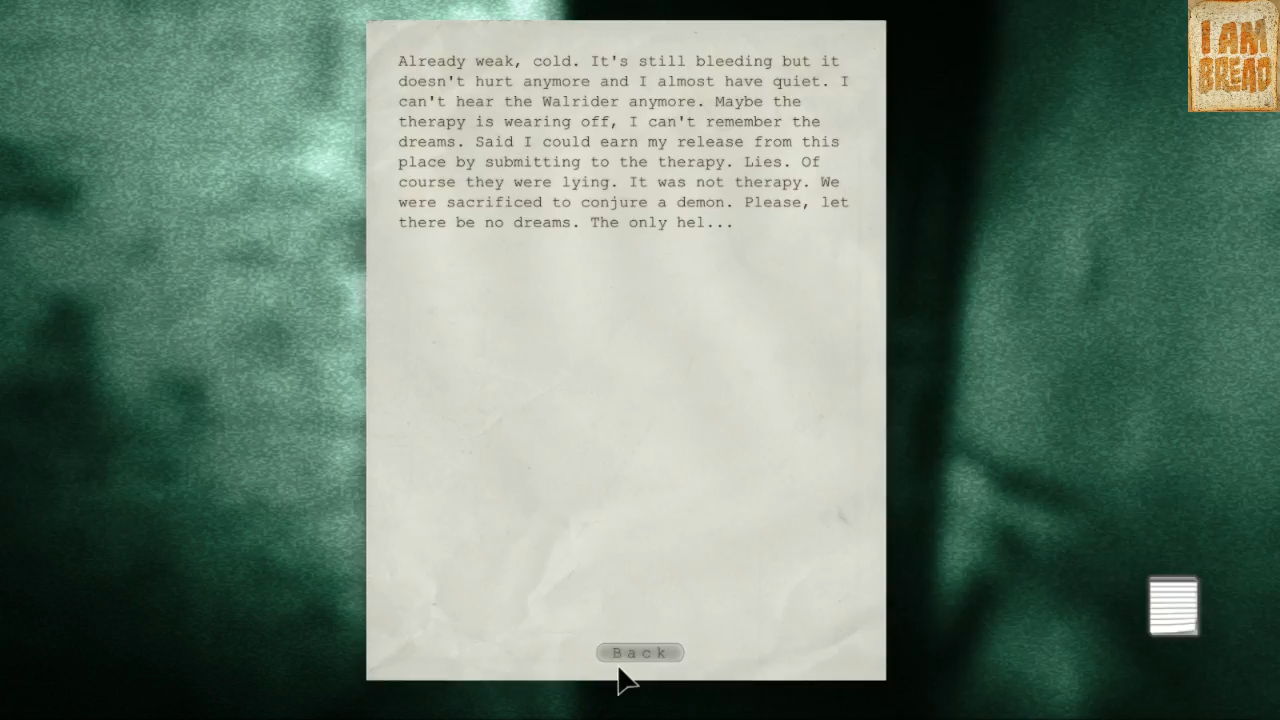 I AM
BREAD
Already weak, cold. It's still bleeding but it
doesn't hurt anymore and I almost have quiet. I
can't hear the Walrider anymore. Maybe the
therapy is wearing off, I can't remember the
dreams. Said I could earn my release from this
place by submitting to the therapy. Lies. Of
course they were lying. It was not therapy. We
were sacrificed to conjure a demon. Please, let
there be no dreams. The only hel...
Back